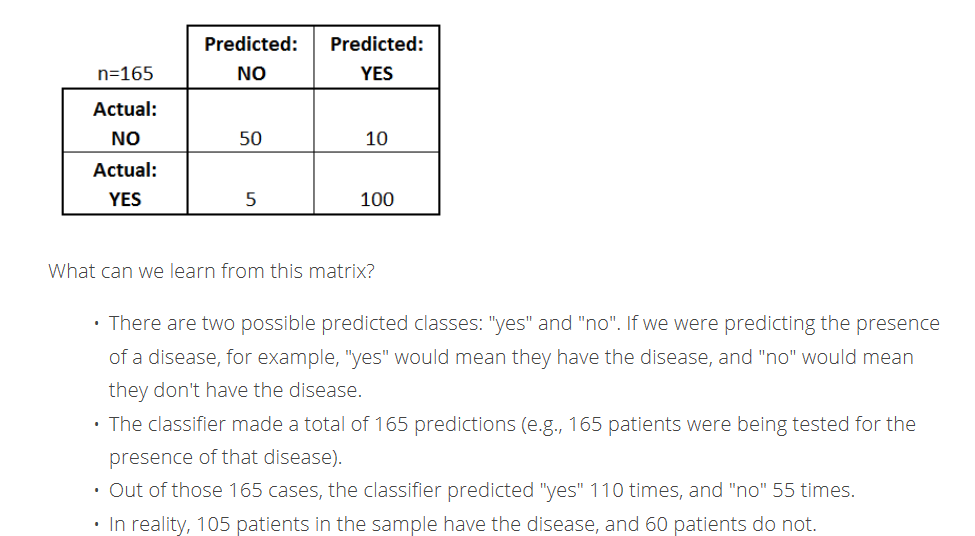 Predicted: Predicted:
n=165 NO YES
Actual:
NO 50 10
Actual:
YES 5 100
What can we learn from this matrix?
• There are two possible predicted classes: "yes" and "no". If we were predicting the presence
of a disease, for example, "yes" would mean they have the disease, and "no" would mean
they don't have the disease.
• The classifier made a total of 165 predictions (e.g., 165 patients were being tested for the
presence of that disease).
• Out of those 165 cases, the classifier predicted "yes" 110 times, and "no" 55 times.
• In reality, 105 patients in the sample have the disease, and 60 patients do not.